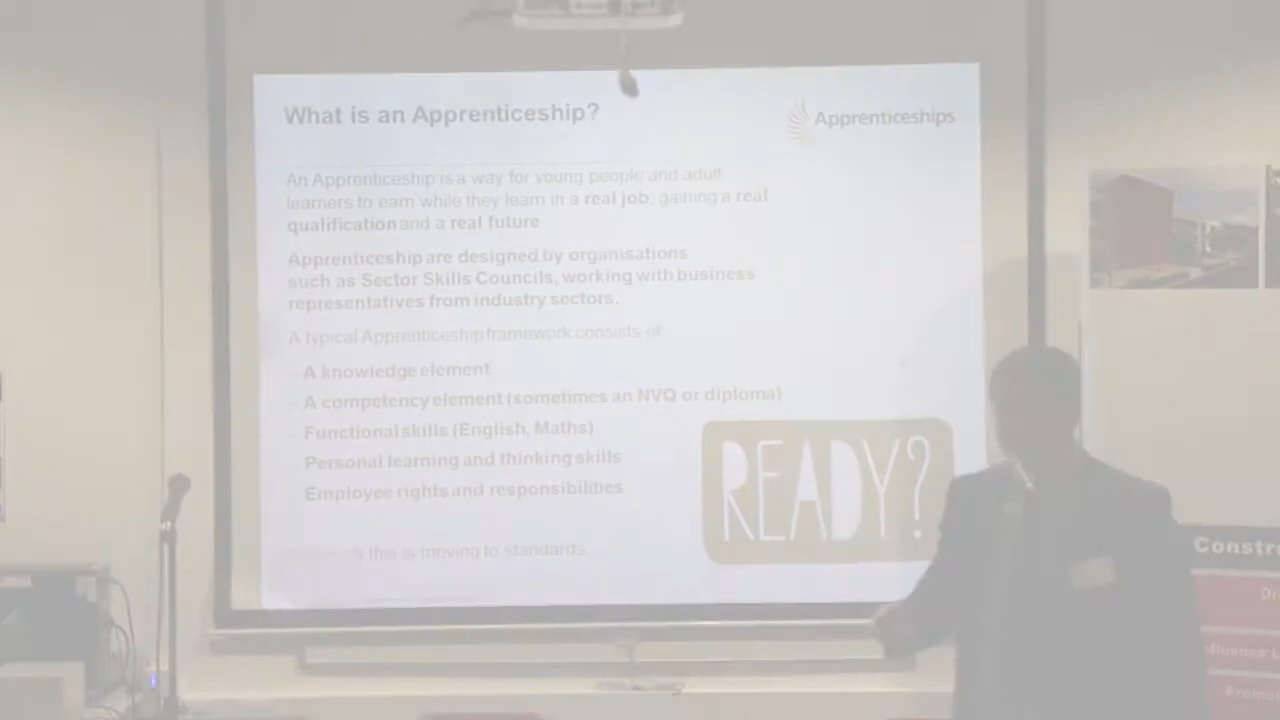 What is an Apprenticeship?
Apprenticeships
An Apprenticeship is a way for young people and adult
learners to earn while they learn in a real job, gaining a real
qualification and a real future
Apprenticeship are designed by organisations
such as Sector Skills Councils, working with business
representatives from industry sectors.
A typical Apprenticeship framework consists of
A knowledge element
A competency element (sometimes an NVQ or diploma)
Functional skills (English, Maths)
Personal learning and thinking skills
Employee rights and responsibilities
READY?
this is moving to standards
Constr